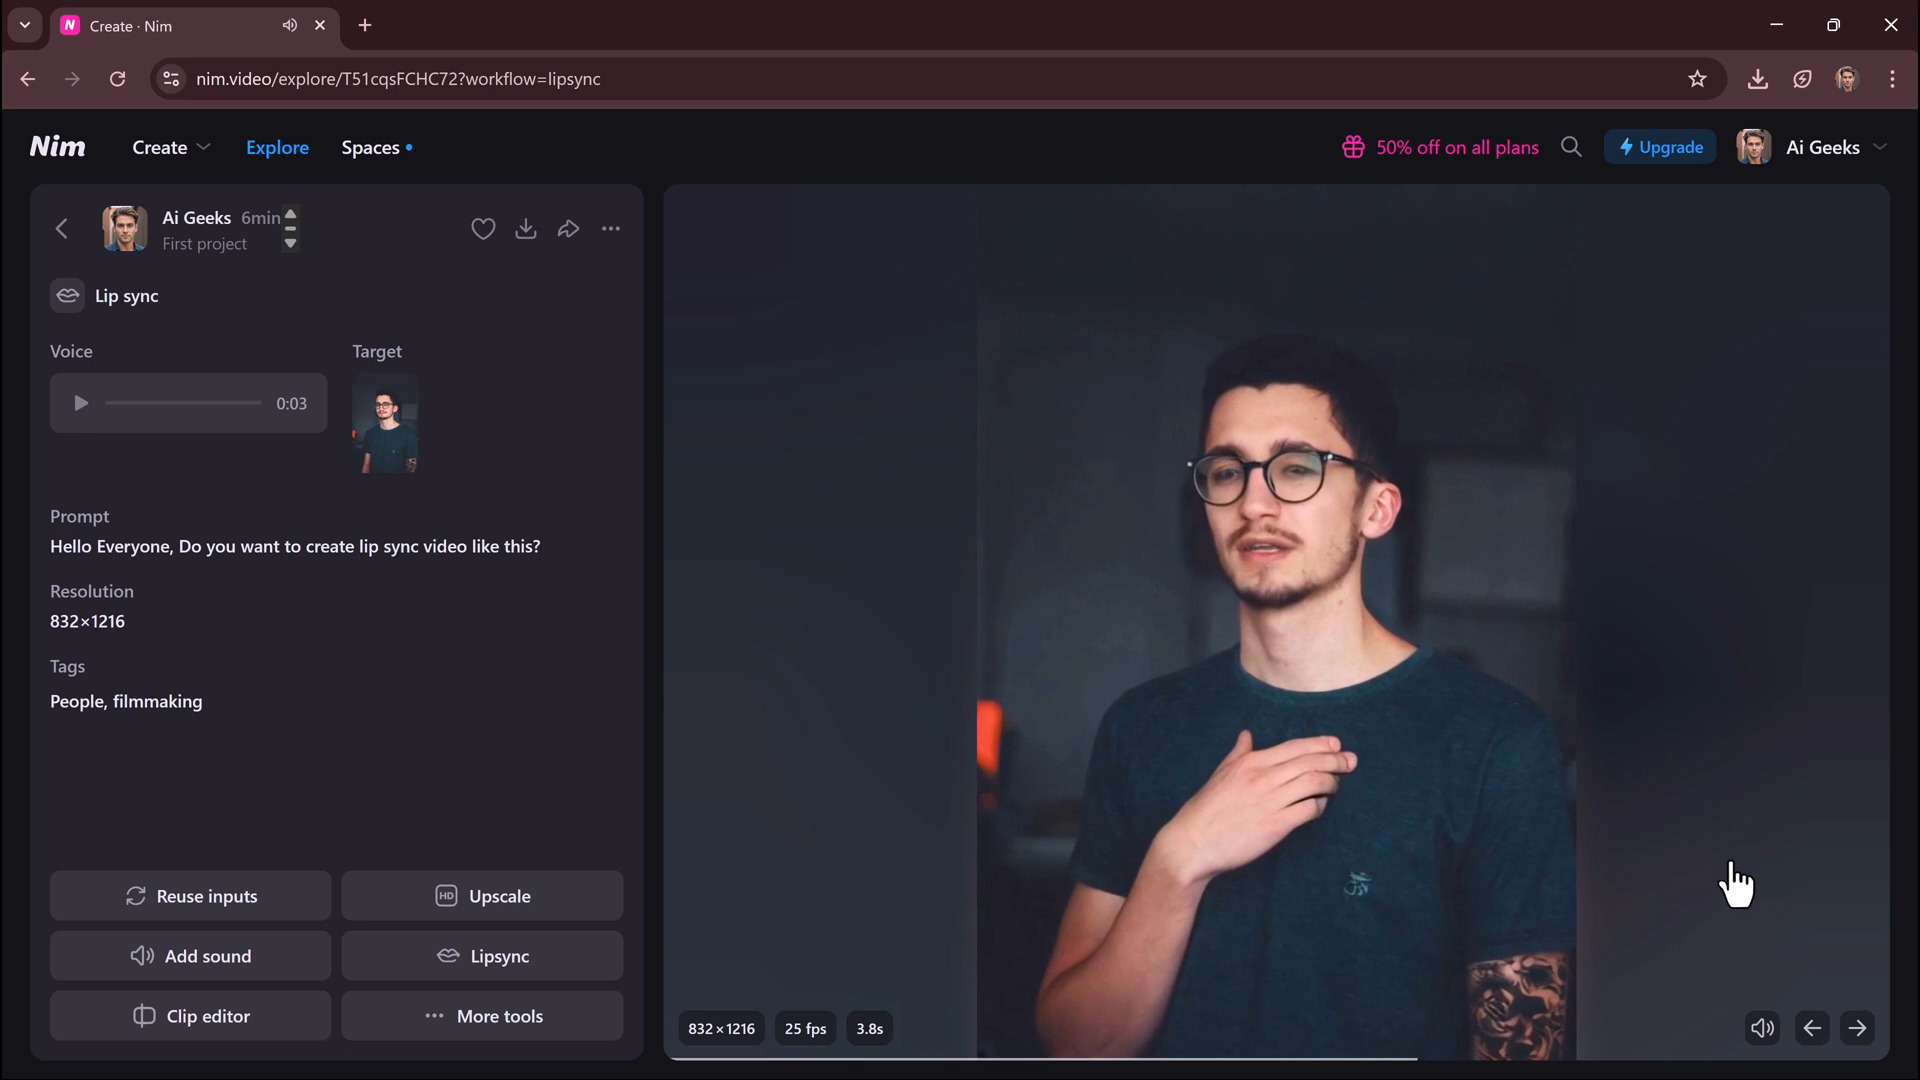 Create · Nim
nim.video/explore/T51cqsFCHC72?workflow=lipsync
Nim
Create
Explore
Spaces
50% off on all plans
Upgrade
Ai Geeks
Ai Geeks 6min
First project
Lip sync
Voice
Target
0:03
Prompt
Hello Everyone, Do you want to create lip sync video like this?
Resolution
832×1216
Tags
People, filmmaking
Reuse inputs
HD Upscale
Add sound
Lipsync
Clip editor
More tools
832×1216
25 fps
3.8s